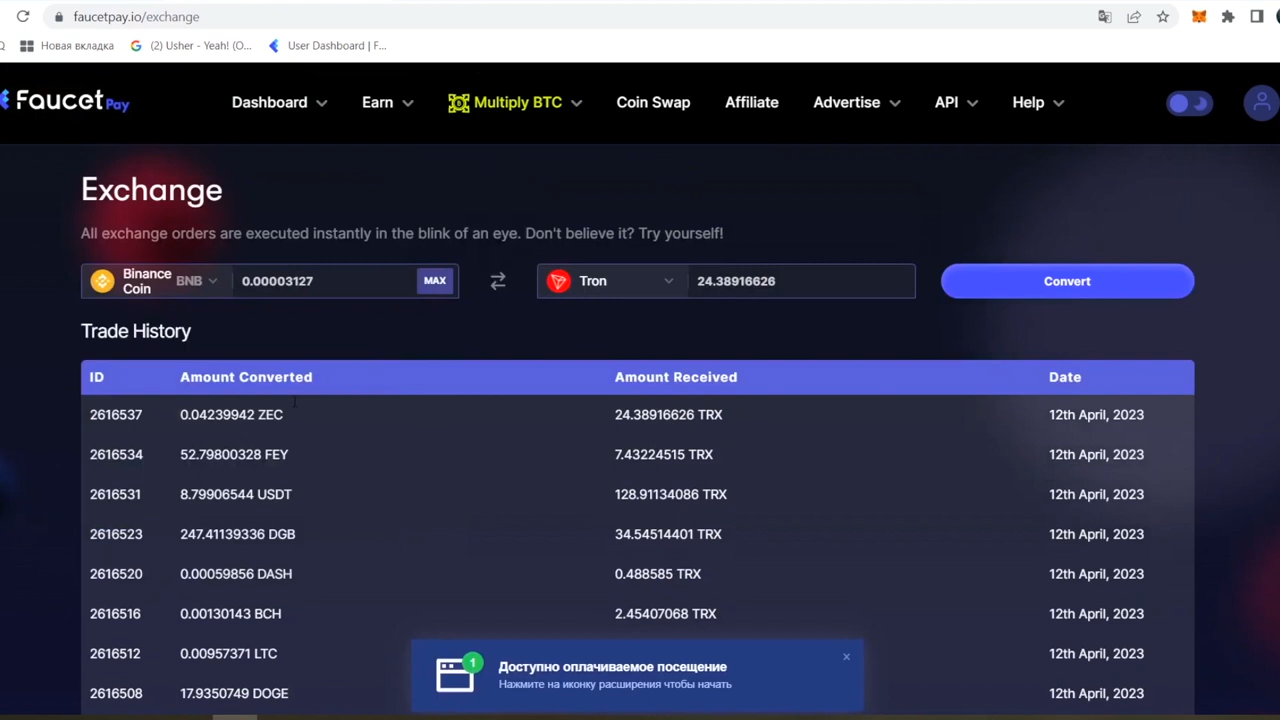 faucetpay.io/exchange
Новая вкладка
(2) Usher - Yeah! (O...
User Dashboard | F...
Faucet Pay
Dashboard
Earn
Multiply BTC
Coin Swap
Affiliate
Advertise
API
Help
Exchange
All exchange orders are executed instantly in the blink of an eye. Don't believe it? Try yourself!
Binance Coin BNB
0.00003127
MAX
Tron
24.38916626
Convert
Trade History
ID Amount Converted Amount Received Date
2616537 0.04239942 ZEC 24.38916626 TRX 12th April, 2023
2616534 52.79800328 FEY 7.43224515 TRX 12th April, 2023
2616531 8.79906544 USDT 128.91134086 TRX 12th April, 2023
2616523 247.41139336 DGB 34.54514401 TRX 12th April, 2023
2616520 0.00059856 DASH 0.488585 TRX 12th April, 2023
2616516 0.00130143 BCH 2.45407068 TRX 12th April, 2023
2616512 0.00957371 LTC 12th April, 2023
2616508 17.9350749 DOGE 12th April, 2023
1
Доступно оплачиваемое посещение
Нажмите на иконку расширения чтобы начать